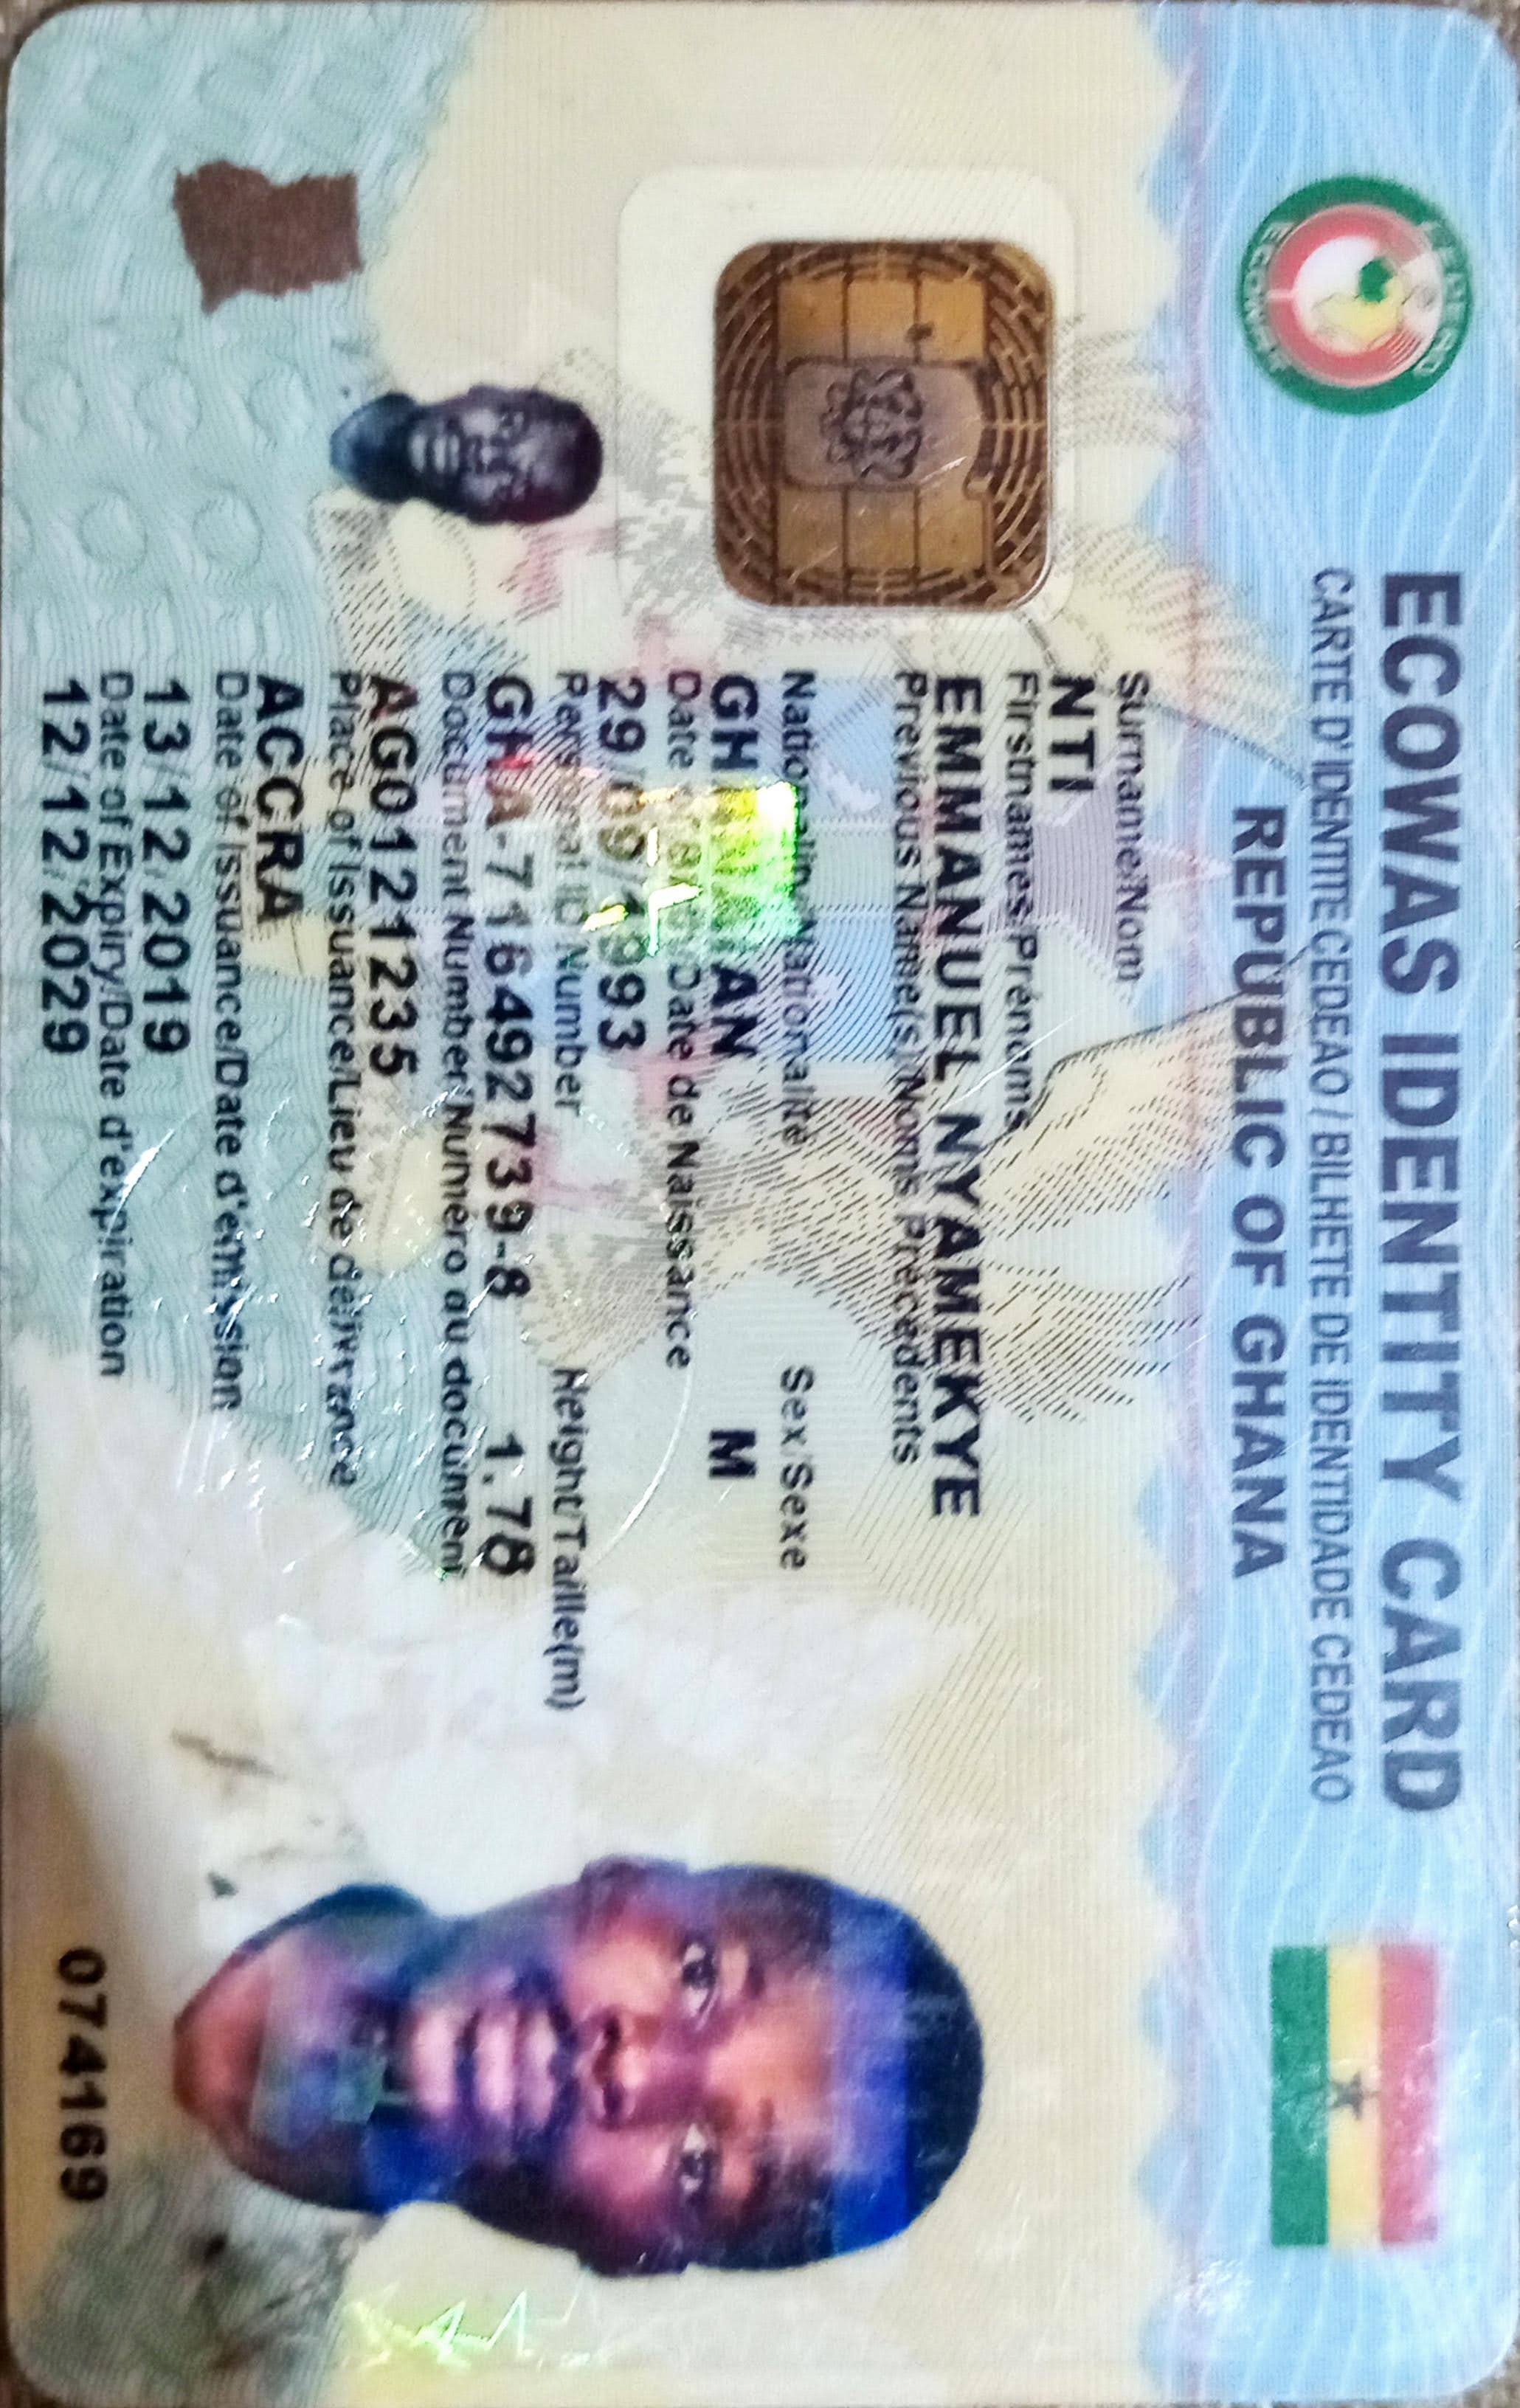 ECOWAS IDENTITY CARD
CARTE D'IDENTITE CEDEAO / BILHETE DE IDENTIDADE CEDEAO
REPUBLIC OF GHANA
ECOWAS
Surname/Nom
NTI
Firstnames/Prénoms
EMMANUEL NYAMEKYE
Previous Name(s)/Noms Précédents
Nationality/Nationalité Sex/Sexe
GHANAIAN M
Date of Birth/Date de Naissance
29/09/1993
Personal ID Number Height/Taille(m)
GHA-716492739-8 1.78
Document Number/Numéro du document
AG0121235
Place of Issuance/Lieu de délivrance
ACCRA
Date of Issuance/Date d'émission
13/12/2019
Date of Expiry/Date d'expiration
12/12/2029
074169